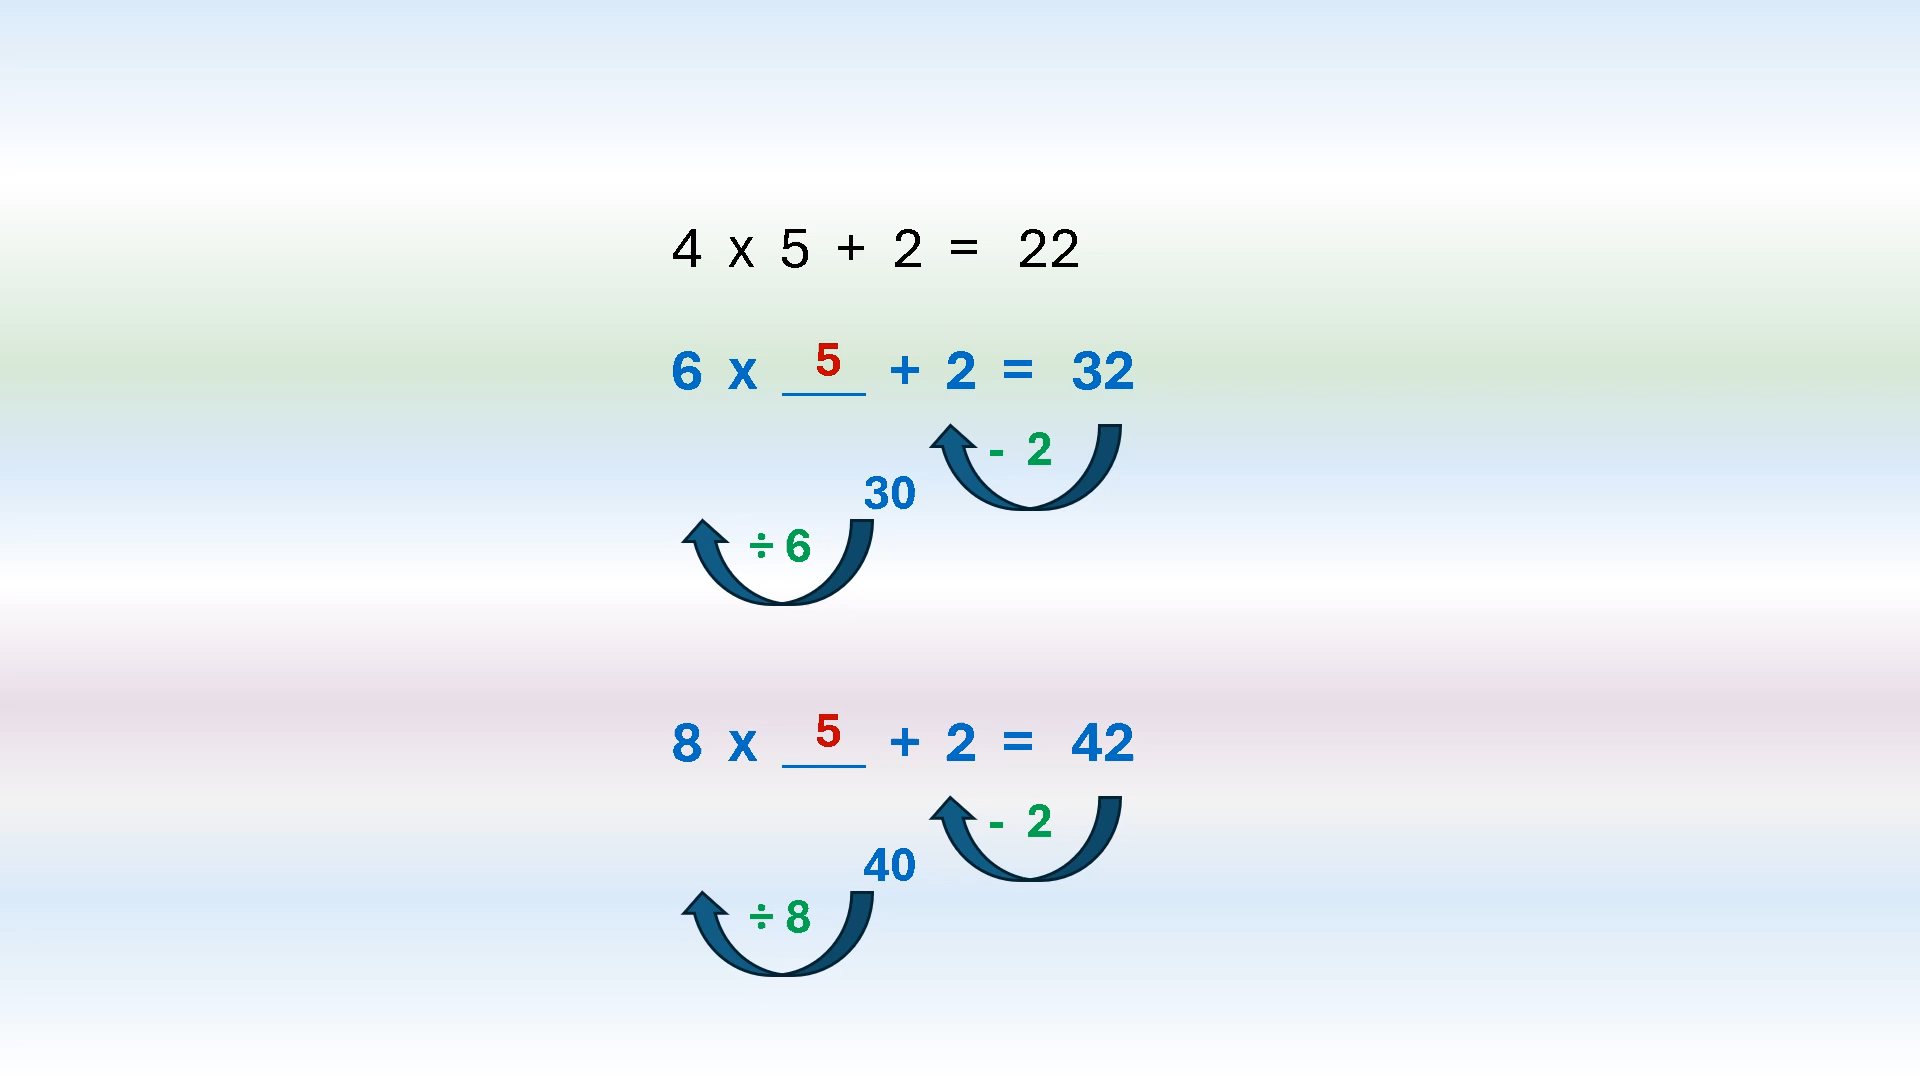 4 x 5 + 2 = 22
6 x 5 + 2 = 32
- 2
30
÷ 6
8 x 5 + 2 = 42
- 2
40
÷ 8